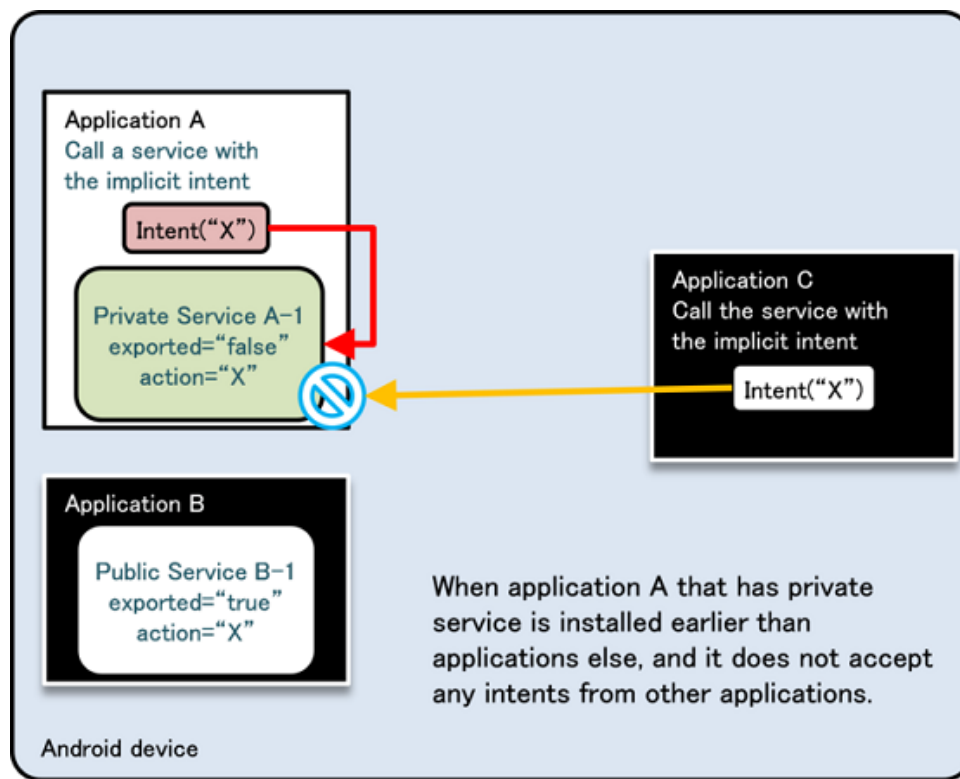 Application A
Call a service with
the implicit intent
Intent(“X”)
Private Service A-1
exported=“false”
action=“X”
Application C
Call the service with
the implicit intent
Intent(“X”)
Application B
Public Service B-1
exported=“true”
action=“X”
When application A that has private
service is installed earlier than
applications else, and it does not accept
any intents from other applications.
Android device